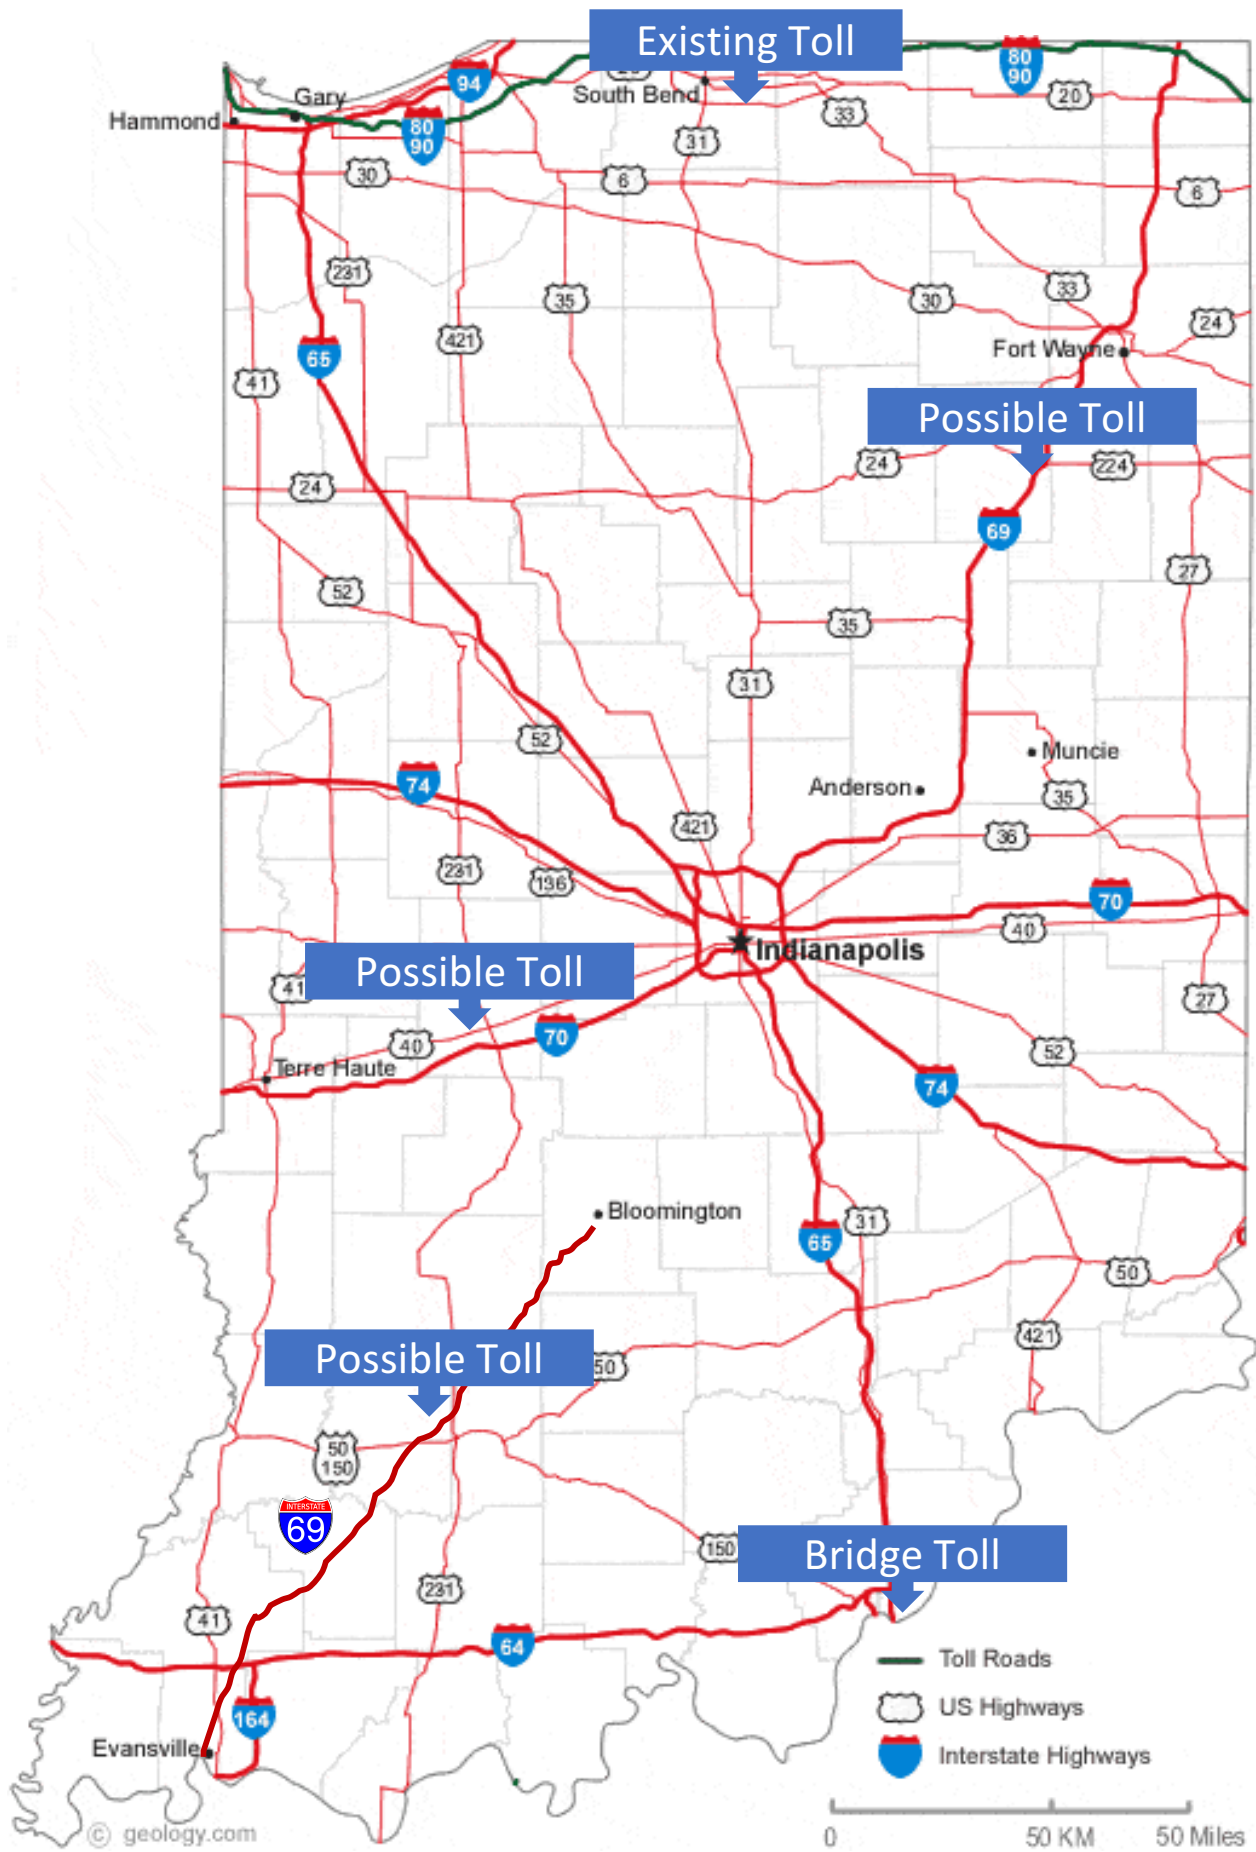 Existing Toll
94
80
90
20
South Bend
20
33
Gary
Hammond
80
90
31
30
6
6
231
35
30
33
24
65
421
Fort Wayne
41
Possible Toll
24
224
24
69
27
52
35
31
52
Muncie
74
Anderson
35
421
36
231
136
70
40
Indianapolis
Possible Toll
41
27
70
40
52
Terre Haute
74
Bloomington
31
65
50
421
Possible Toll
50
50
150
INTERSTATE
69
150
Bridge Toll
231
41
64
Toll Roads
US Highways
164
Evansville
Interstate Highways
© geology.com
0 50 KM 50 Miles